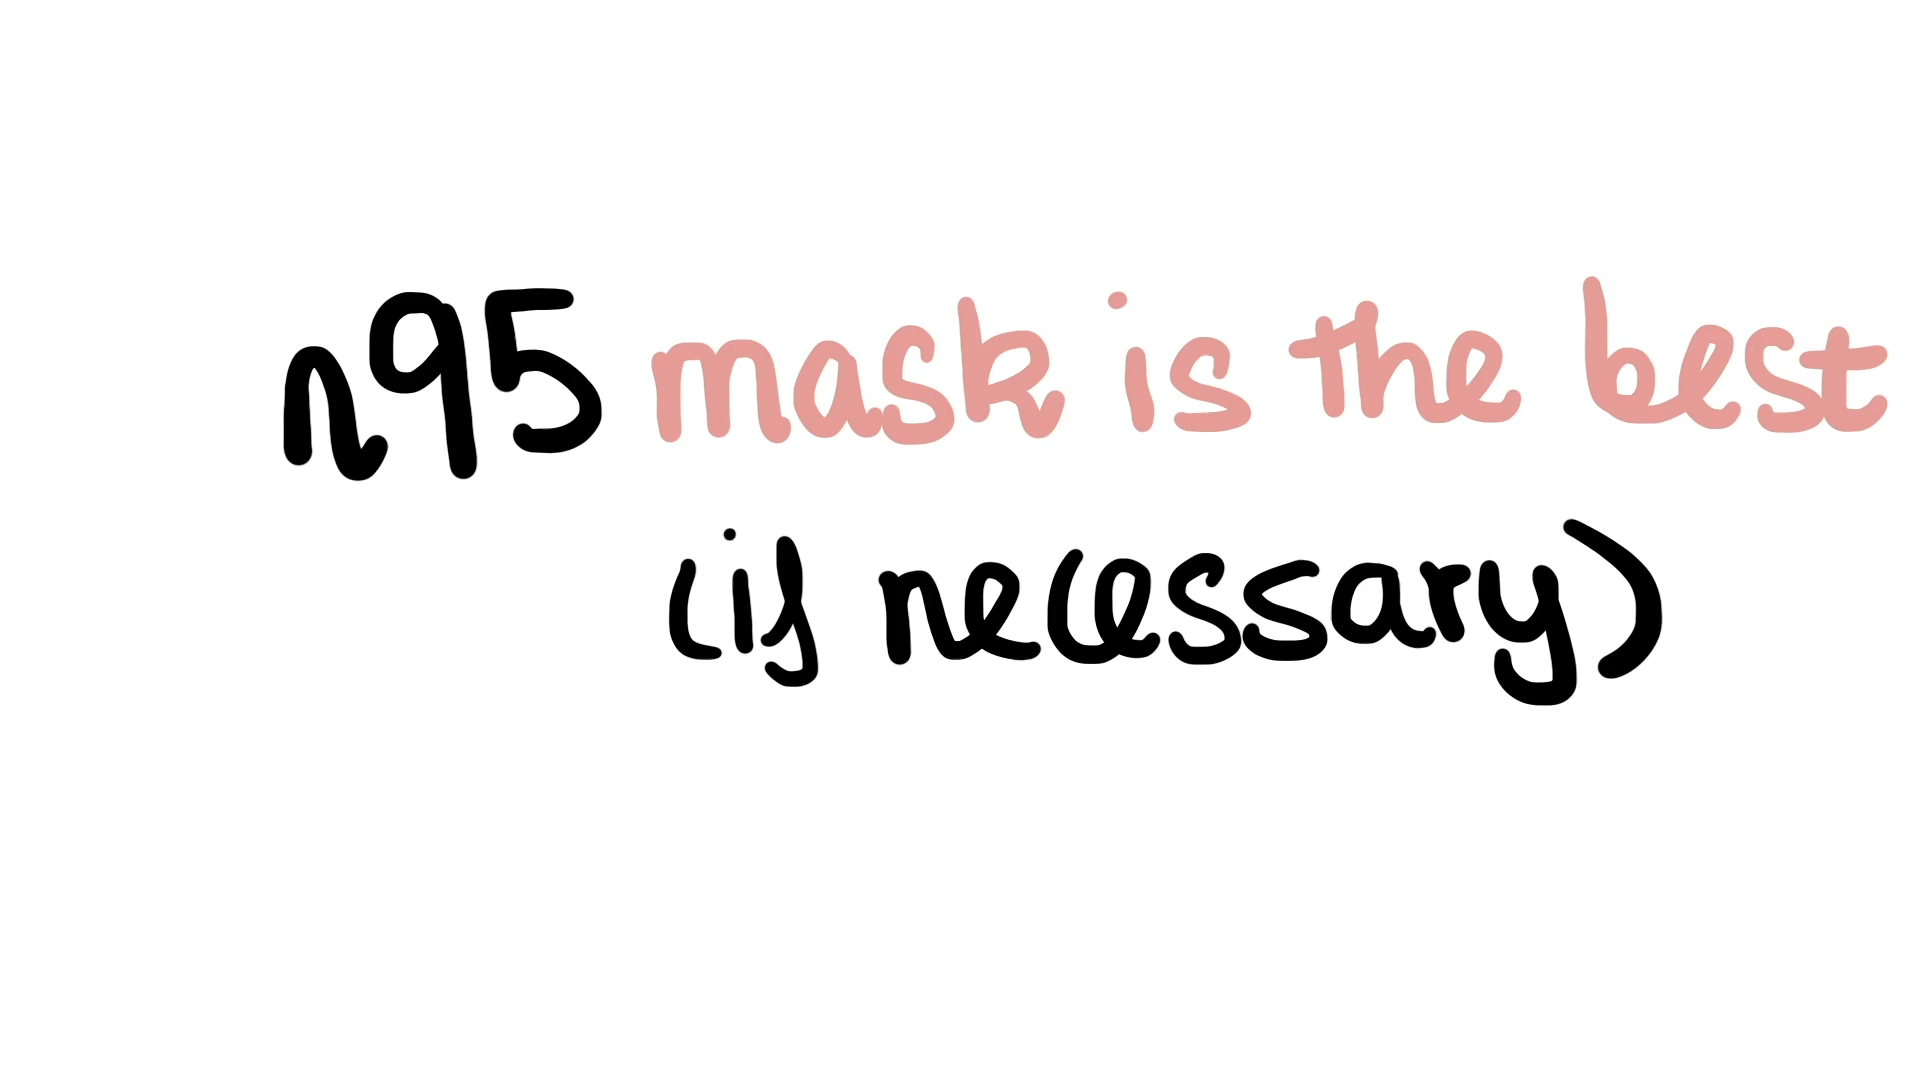 n95 mask is the best
(if necessary)